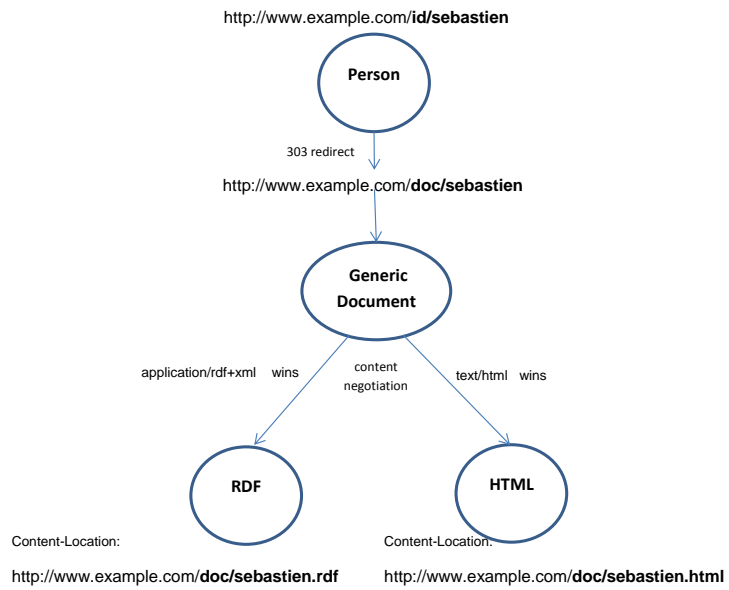 http://www.example.com/id/sebastien
Person
303 redirect
http://www.example.com/doc/sebastien
Generic
Document
application/rdf+xml wins
content
negotiation
text/html wins
RDF
HTML
Content-Location:
http://www.example.com/doc/sebastien.rdf
Content-Location:
http://www.example.com/doc/sebastien.html